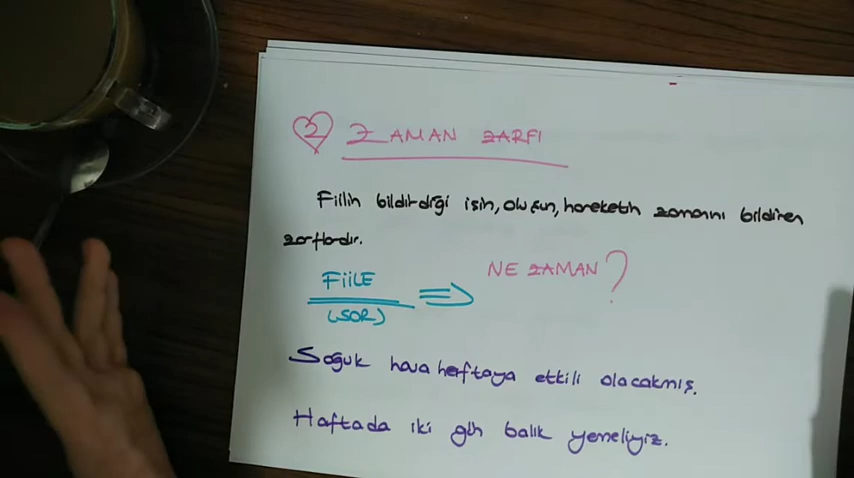 2 ZAMAN ZARFI
Fiilin bildirdiği işin, oluşun, hareketin zamanını bildiren
zarflardır.
FİİLE ⇒ NE ZAMAN?
(SOR)
Soğuk hava haftaya etkili olacakmış.
Haftada iki gün balık yemeliyiz.